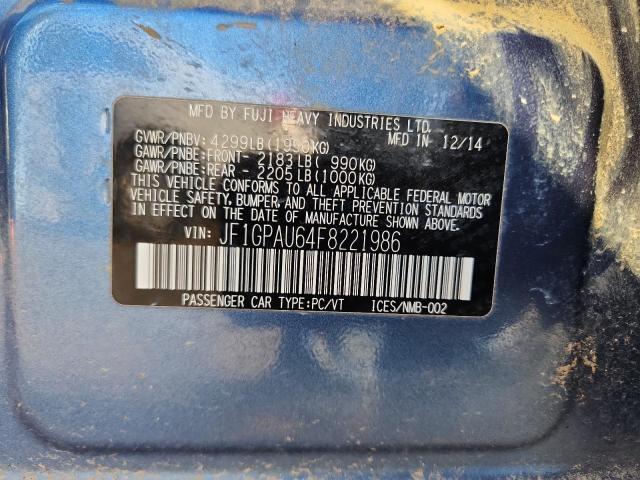 MFD BY FUJI HEAVY INDUSTRIES LTD.
MFD IN 12/14
GVWR/PNBV: 4299LB(1950KG)
GAWR/PNBE:FRONT- 2183LB( 990KG)
GAWR/PNBE:REAR - 2205LB(1000KG)
THIS VEHICLE CONFORMS TO ALL APPLICABLE FEDERAL MOTOR
VEHICLE SAFETY, BUMPER, AND THEFT PREVENTION STANDARDS
IN EFFECT ON THE DATE OF MANUFACTURE SHOWN ABOVE.
VIN: JF1GPAU64F8221986
PASSENGER CAR TYPE:PC/VT ICES/NMB-002